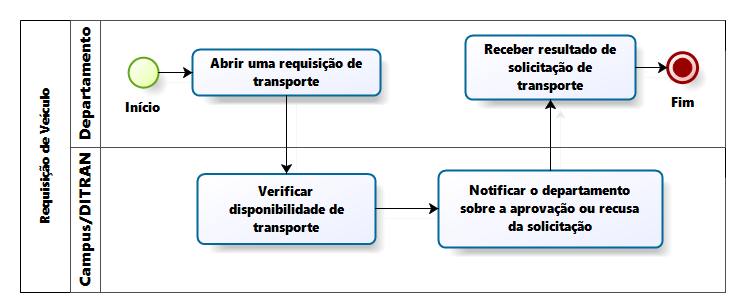 Requisição de Veículo
Departamento
Início
Abrir uma requisição de
transporte
Receber resultado de
solicitação de
transporte
Fim
Campus/DITRAN
Verificar
disponibilidade de
transporte
Notificar o departamento
sobre a aprovação ou recusa
da solicitação